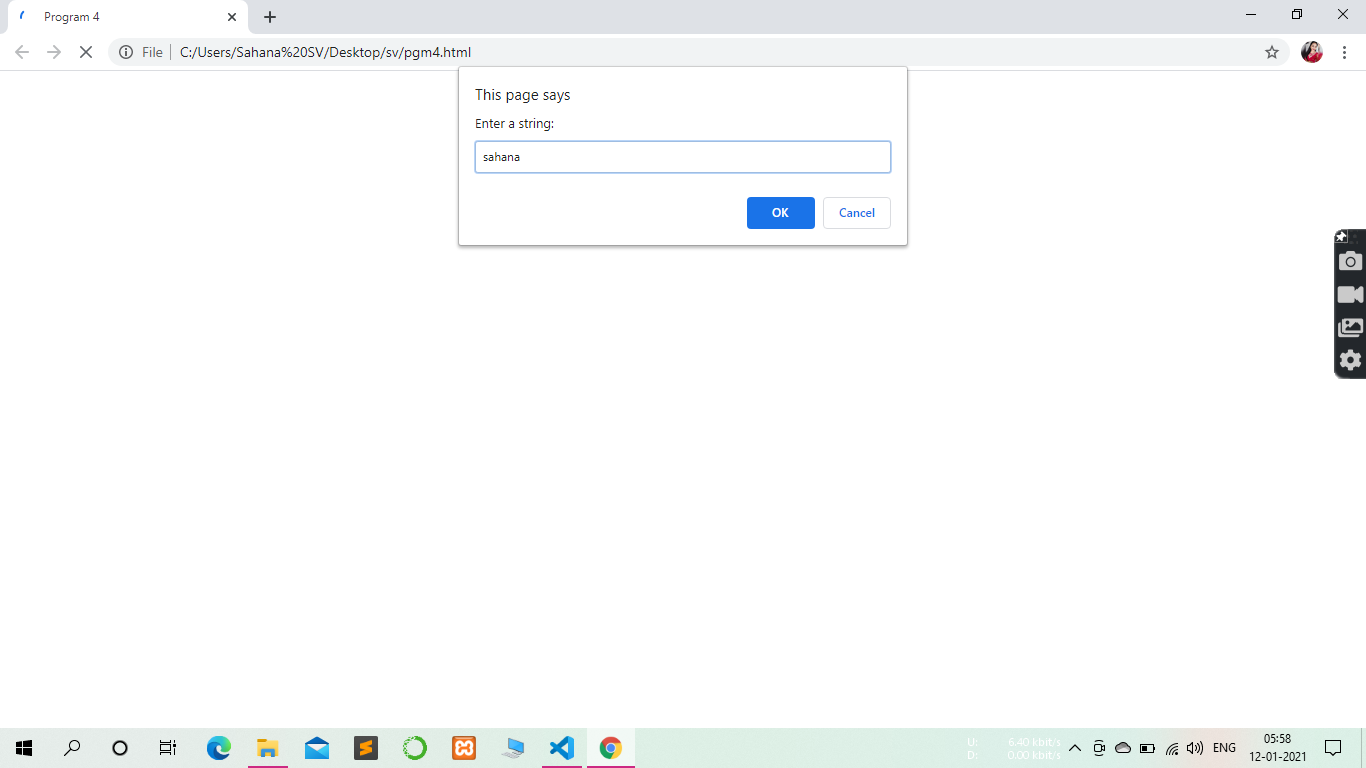 Program 4
File C:/Users/Sahana%20SV/Desktop/sv/pgm4.html
This page says
Enter a string:
sahana
OK Cancel
U: 6.40 kbit/s
D: 0.00 kbit/s
ENG
05:58
12-01-2021